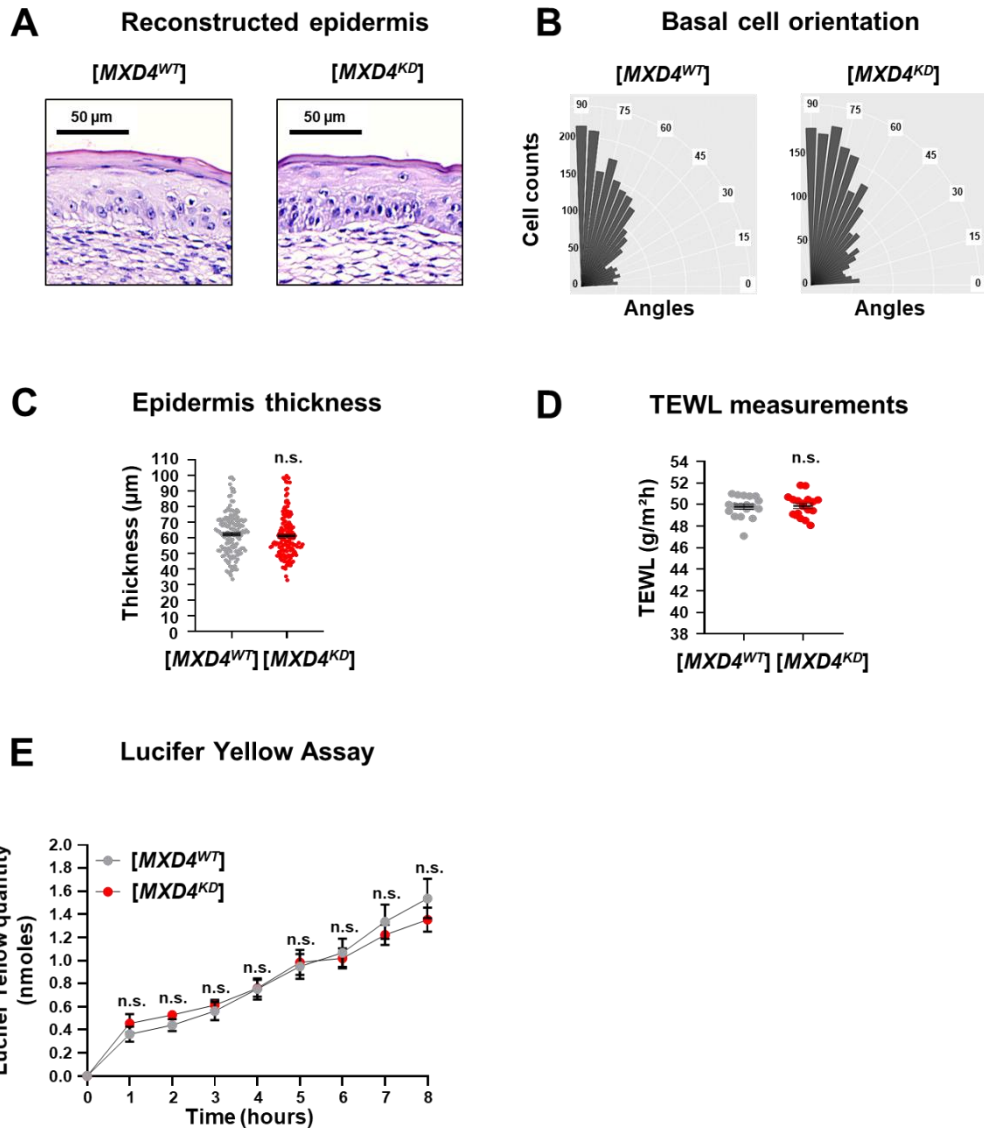 A Reconstructed epidermis
[MXD4WT] [MXD4KD]
50 µm 50 µm
B Basal cell orientation
[MXD4WT] [MXD4KD]
Cell counts
90 75 60 45 30 15 0
200 150 100 50 0
90 75 60 45 30 15 0
150 100 50 0
Angles Angles
C Epidermis thickness
n.s.
Thickness (µm)
110
100
90
80
70
60
50
40
30
20
10
0
[MXD4WT] [MXD4KD]
D TEWL measurements
n.s.
TEWL (g/m²h)
54
52
50
48
46
44
42
40
38
[MXD4WT] [MXD4KD]
E Lucifer Yellow Assay
Lucifer Yellow quantity
(nmoles)
2.0
1.8
1.6
1.4
1.2
1.0
0.8
0.6
0.4
0.2
0.0
[MXD4WT]
[MXD4KD]
n.s. n.s. n.s. n.s. n.s. n.s. n.s. n.s.
0 1 2 3 4 5 6 7 8
Time (hours)